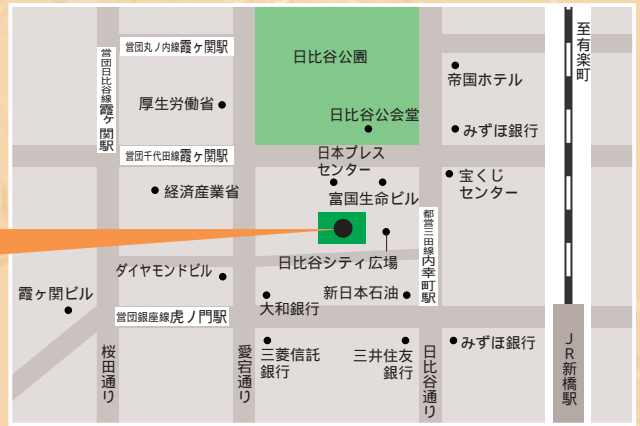 営団丸ノ内線霞ヶ関駅
日比谷公園
至有楽町
営団日比谷線霞ヶ関駅
帝国ホテル
厚生労働省
日比谷公会堂
みずほ銀行
営団千代田線霞ヶ関駅
日本プレス
センター
宝くじ
センター
経済産業省
富国生命ビル
都営三田線内幸町駅
日比谷シティ広場
ダイヤモンドビル
霞ヶ関ビル
新日本石油
大和銀行
営団銀座線虎ノ門駅
桜田通り
愛宕通り
三菱信託
銀行
三井住友
銀行
日比谷通り
みずほ銀行
JR新橋駅